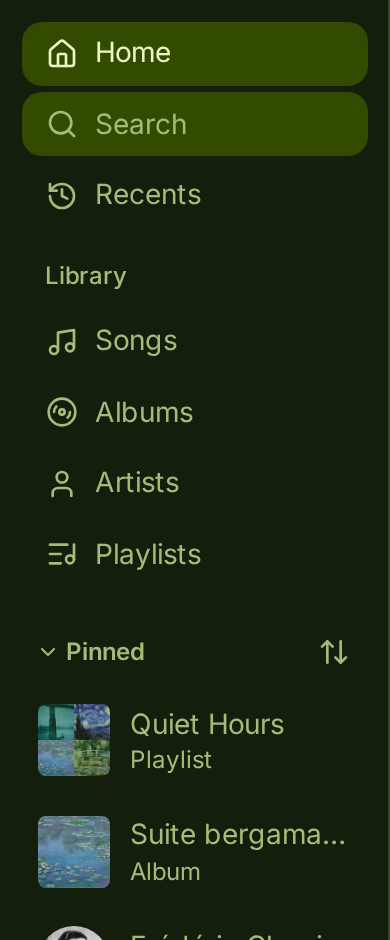 Home
Search
Recents
Library
Songs
Albums
Artists
Playlists
Pinned
Quiet Hours
Playlist
Suite bergama...
Album